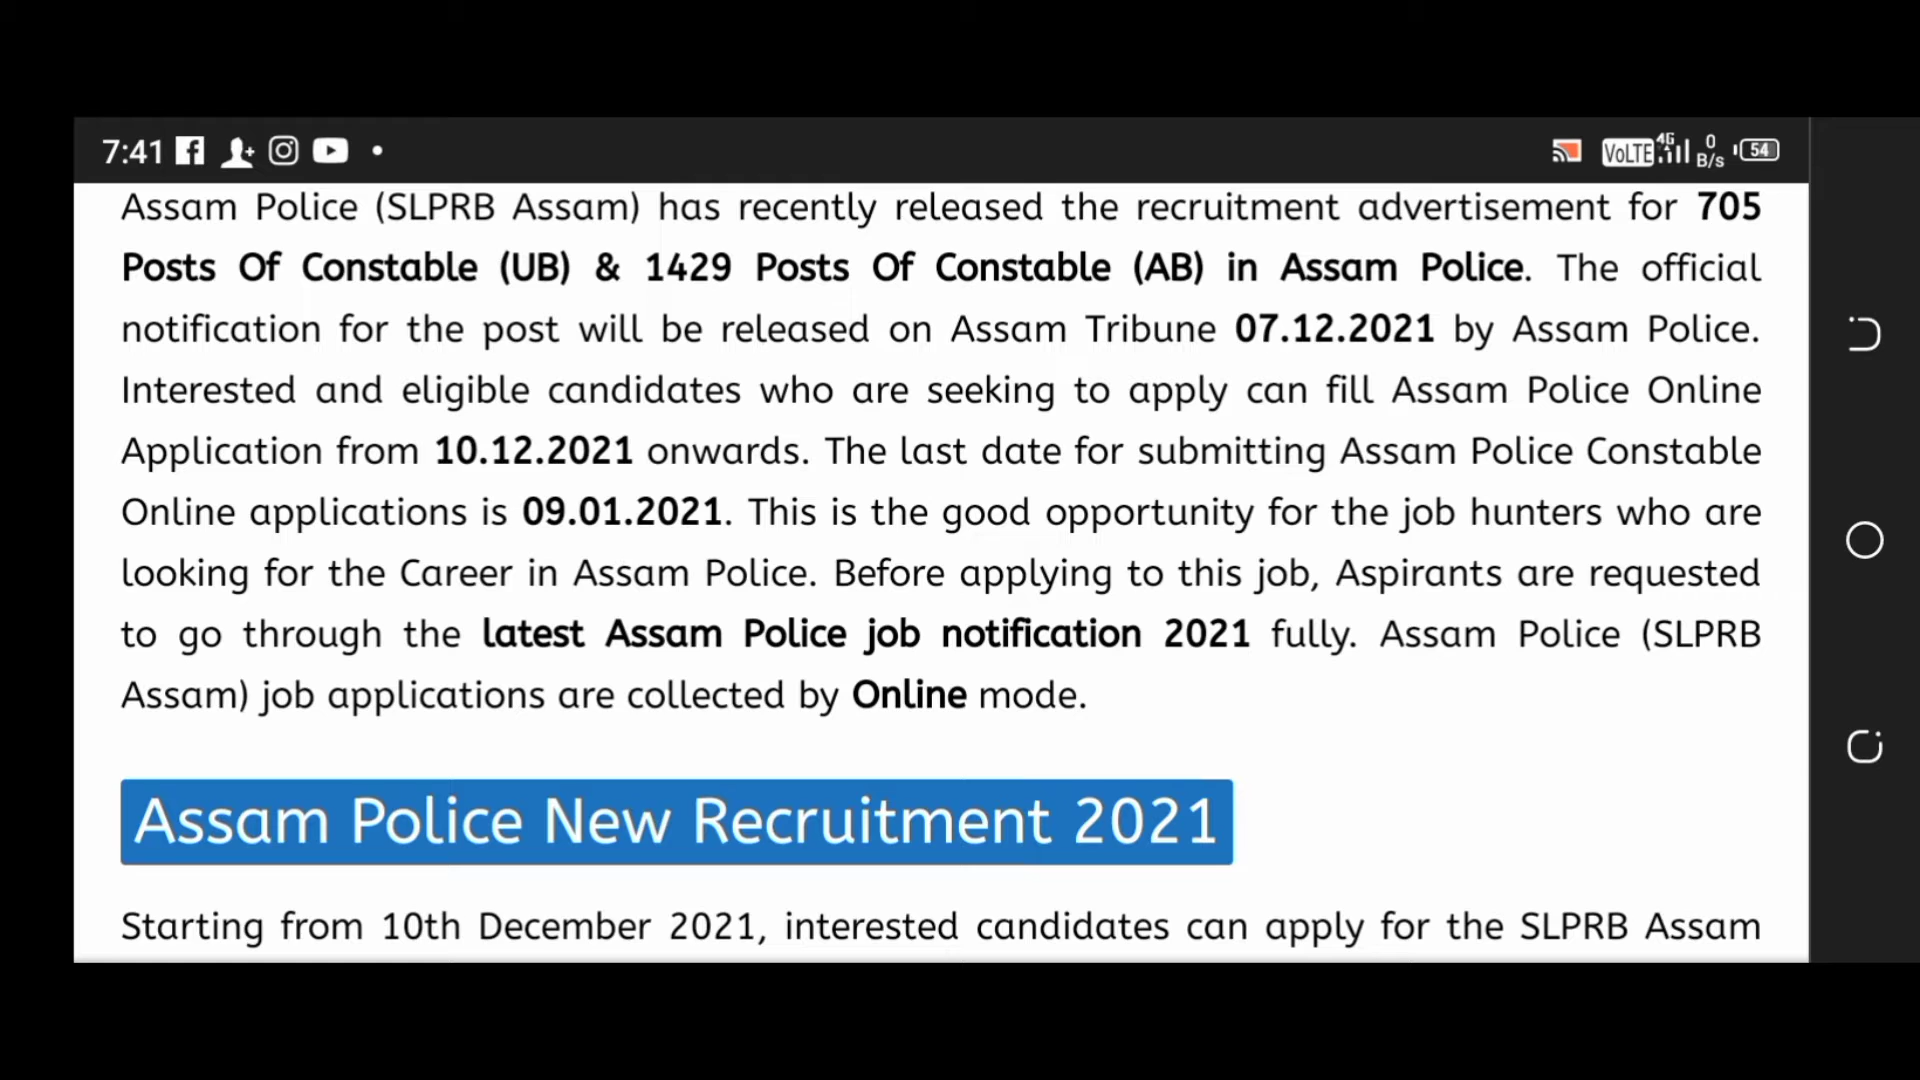 7:41
VoLTE 4G 0 B/s 54
Assam Police (SLPRB Assam) has recently released the recruitment advertisement for 705
Posts Of Constable (UB) & 1429 Posts Of Constable (AB) in Assam Police. The official
notification for the post will be released on Assam Tribune 07.12.2021 by Assam Police.
Interested and eligible candidates who are seeking to apply can fill Assam Police Online
Application from 10.12.2021 onwards. The last date for submitting Assam Police Constable
Online applications is 09.01.2021. This is the good opportunity for the job hunters who are
looking for the Career in Assam Police. Before applying to this job, Aspirants are requested
to go through the latest Assam Police job notification 2021 fully. Assam Police (SLPRB
Assam) job applications are collected by Online mode.
Assam Police New Recruitment 2021
Starting from 10th December 2021, interested candidates can apply for the SLPRB Assam